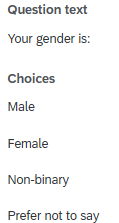 Question text
Your gender is:
Choices
Male
Female
Non-binary
Prefer not to say